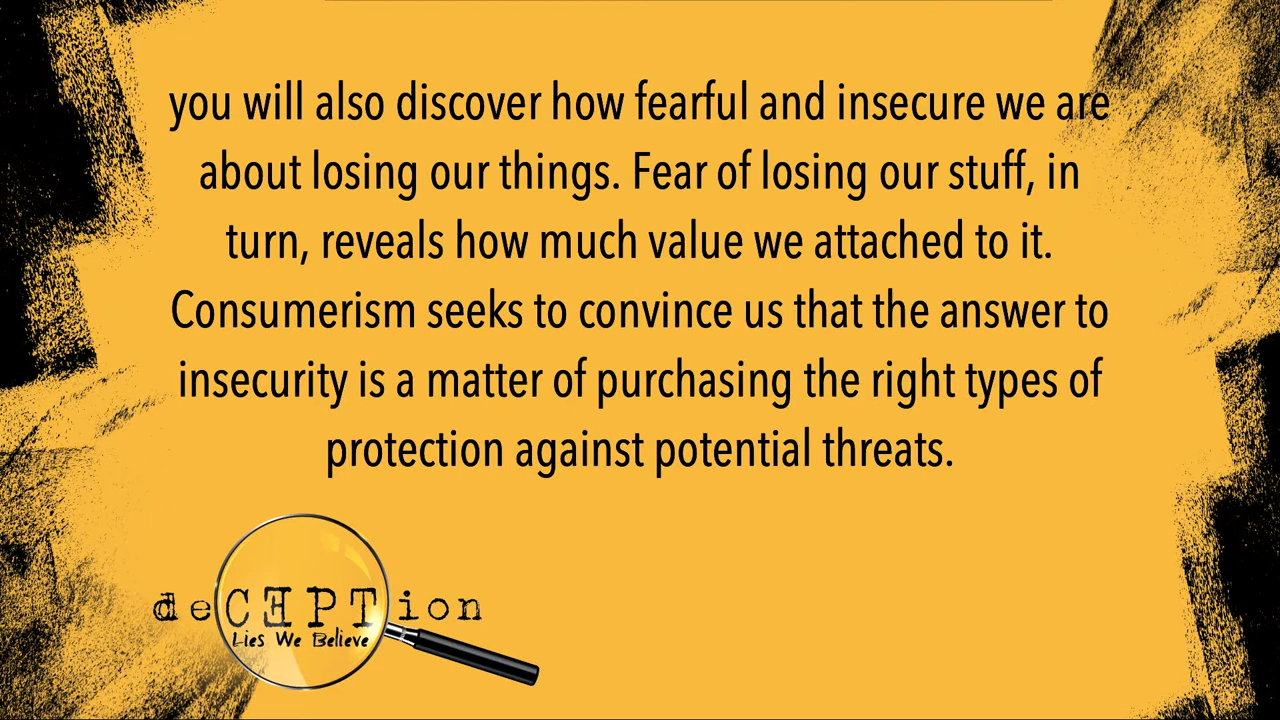 you will also discover how fearful and insecure we are
about losing our things. Fear of losing our stuff, in
turn, reveals how much value we attached to it.
Consumerism seeks to convince us that the answer to
insecurity is a matter of purchasing the right types of
protection against potential threats.
deCEPTion
Lies We Believe